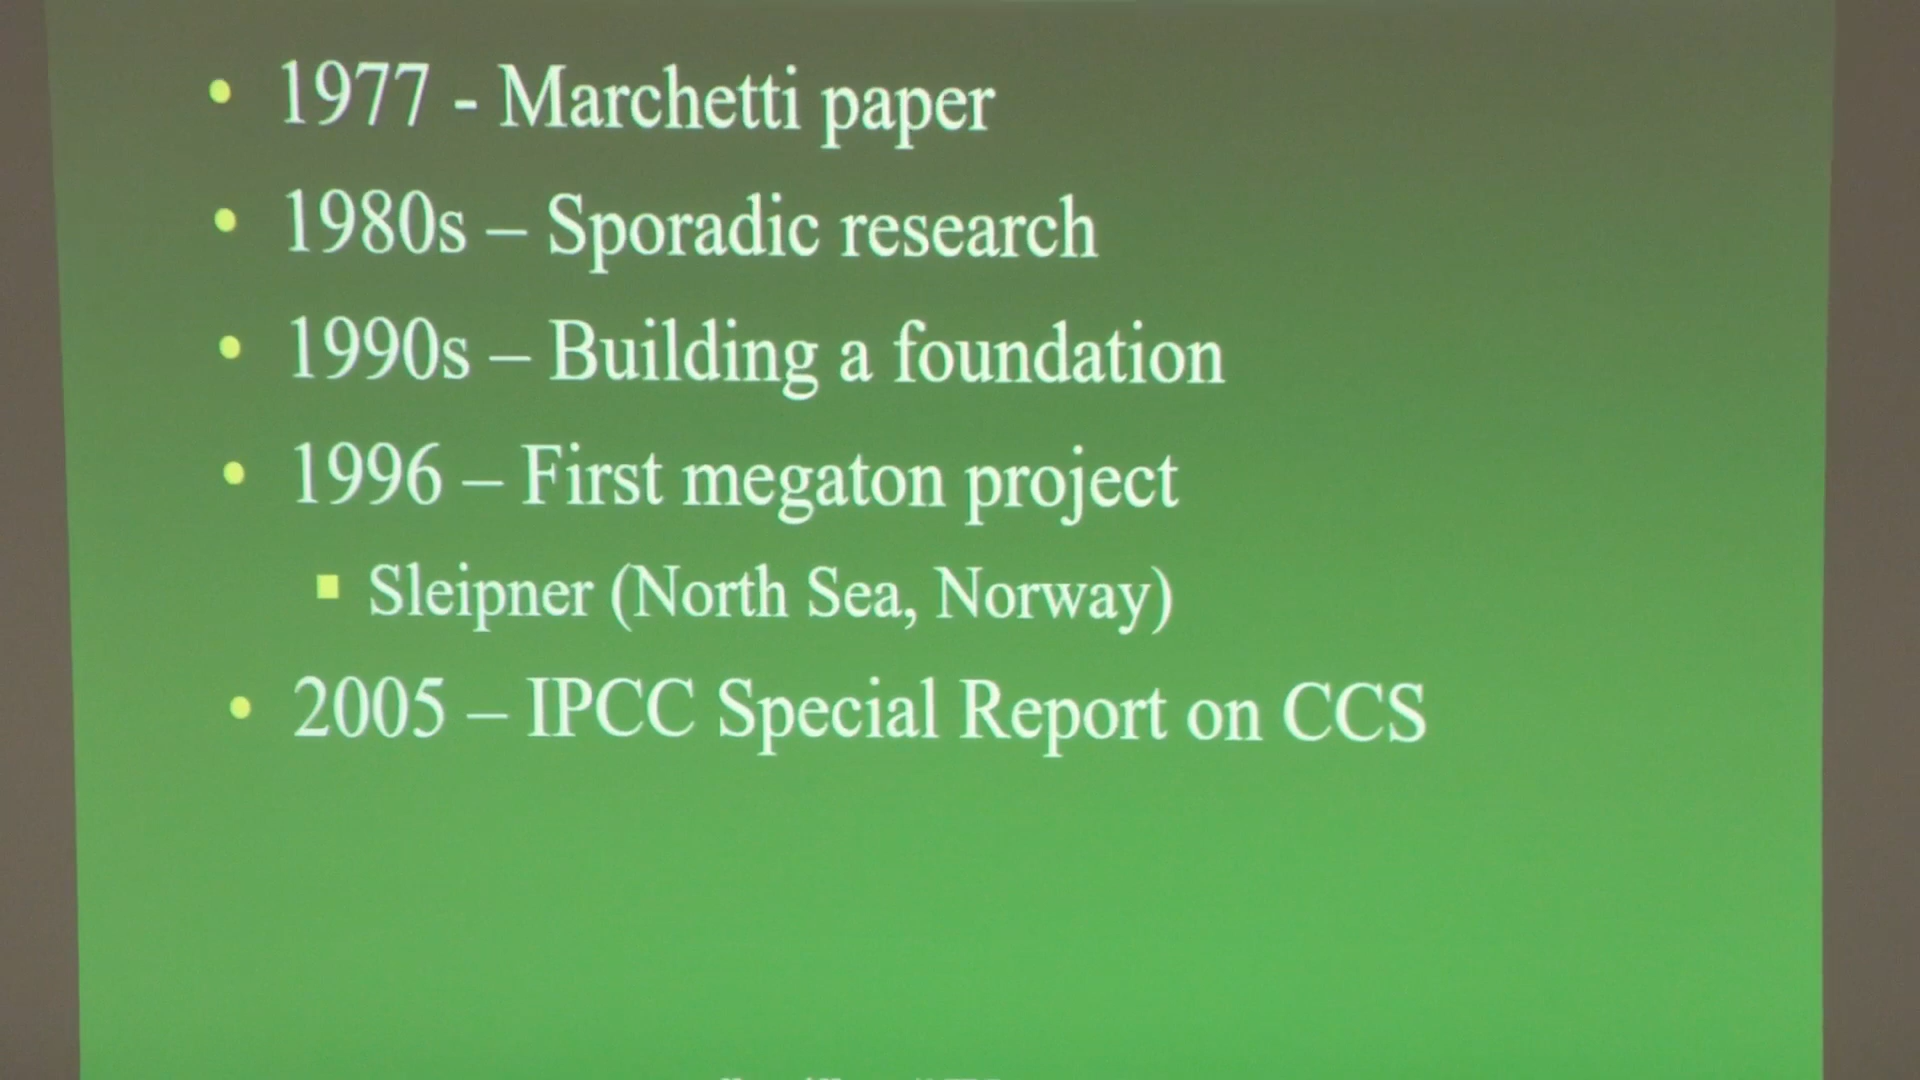 • 1977 - Marchetti paper
• 1980s – Sporadic research
• 1990s – Building a foundation
• 1996 – First megaton project
▪ Sleipner (North Sea, Norway)
• 2005 – IPCC Special Report on CCS